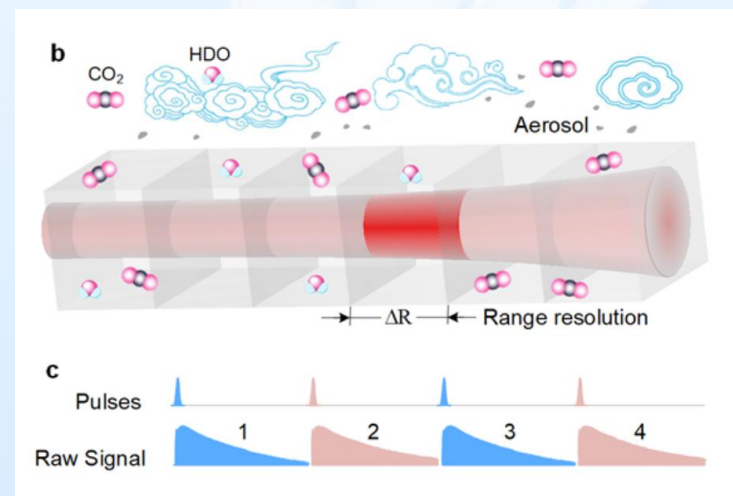 b
HDO
CO₂
Aerosol
ΔR
Range resolution
c
Pulses
1 2 3 4
Raw Signal